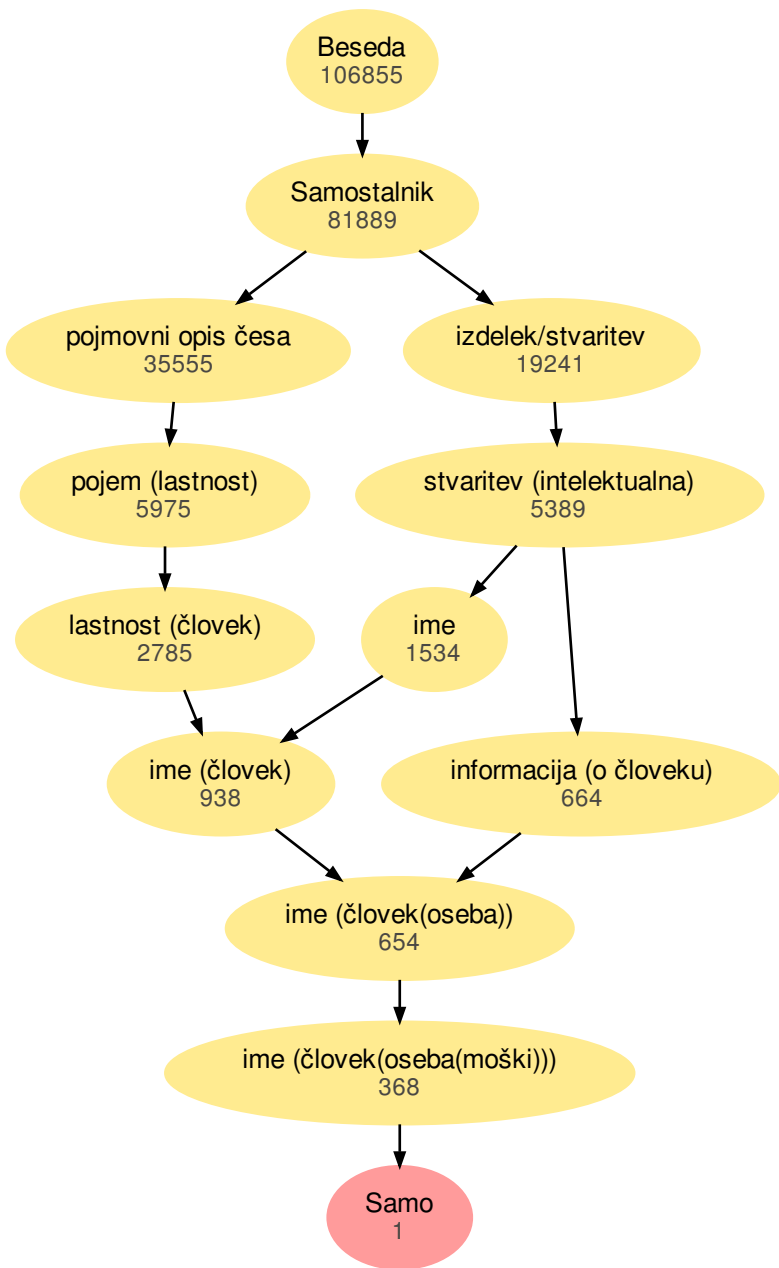 Beseda
106855
Samostalnik
81889
pojmovni opis česa
35555
izdelek/stvaritev
19241
pojem (lastnost)
5975
stvaritev (intelektualna)
5389
lastnost (človek)
2785
ime
1534
ime (človek)
938
informacija (o človeku)
664
ime (človek(oseba))
654
ime (človek(oseba(moški)))
368
Samo
1